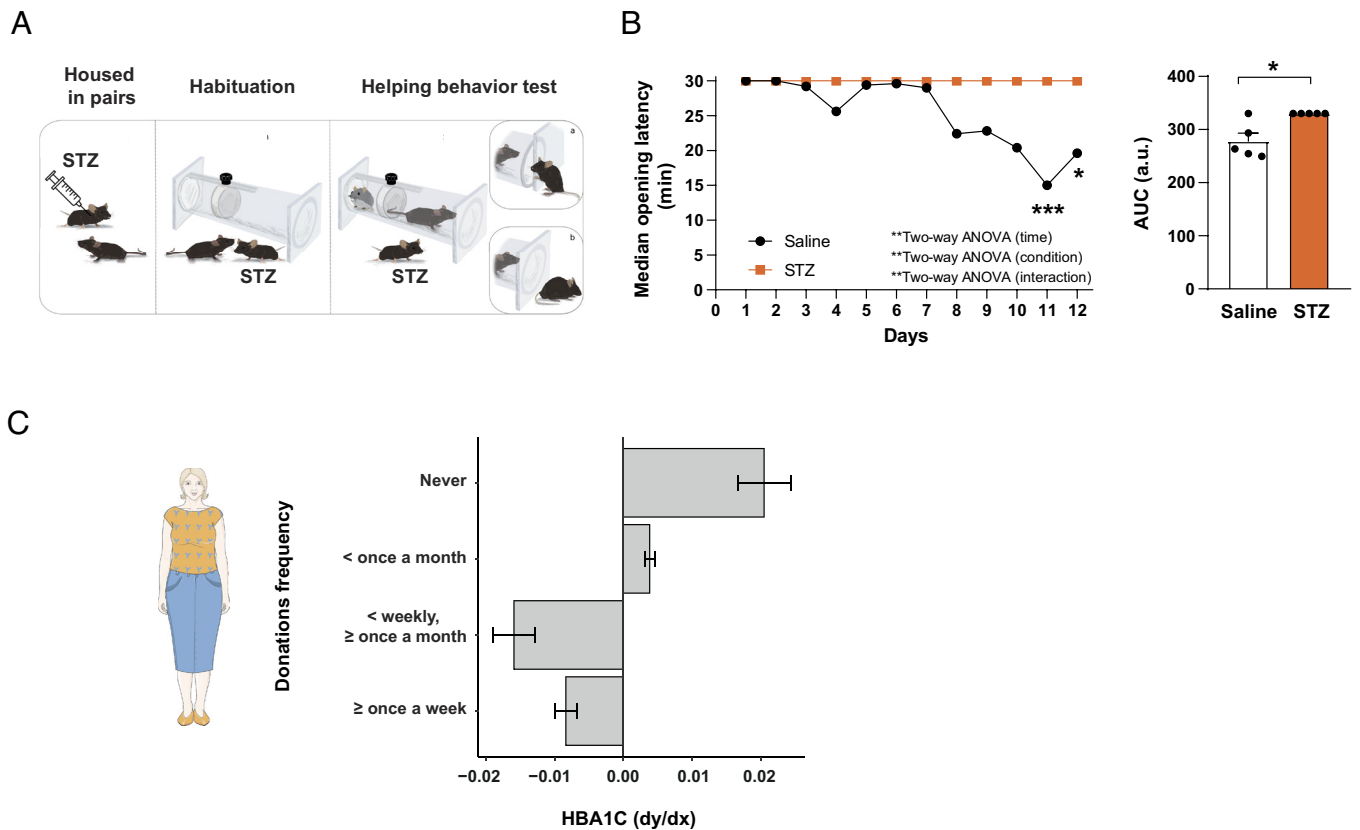 A
Housed
in pairs
Habituation
Helping behavior test
STZ
STZ
STZ
a
b
B
Median opening latency
(min)
30
25
20
15
10
5
0
Saline
STZ
**Two-way ANOVA (time)
**Two-way ANOVA (condition)
**Two-way ANOVA (interaction)
***
*
0 1 2 3 4 5 6 7 8 9 10 11 12
Days
AUC (a.u.)
400
300
200
100
0
*
Saline STZ
C
Donations frequency
Never
< once a month
< weekly,
≥ once a month
≥ once a week
−0.02 −0.01 0.00 0.01 0.02
HBA1C (dy/dx)